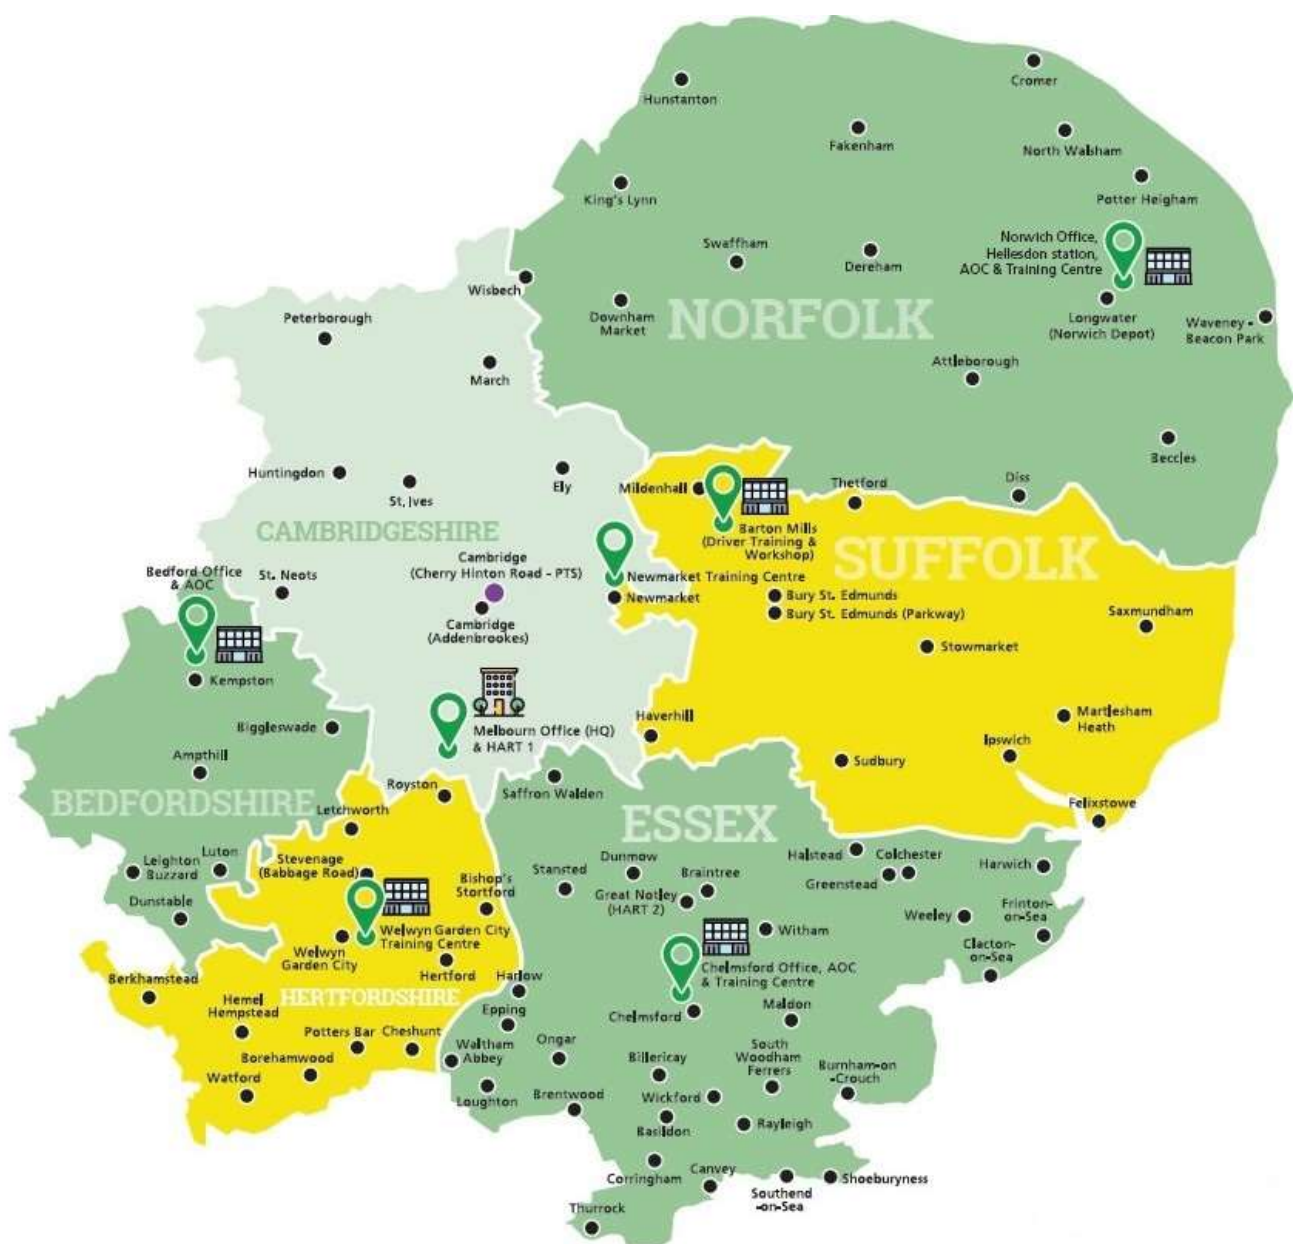 Cromer
Hunstanton
Fakenham
North Walsham
King's Lynn
Potter Heigham
Swaffham
Dereham
Norwich Office,
Hellesdon station,
AOC & Training Centre
Wisbech
Downham
Market
NORFOLK
Longwater
(Norwich Depot)
Waveney -
Beacon Park
Peterborough
March
Attleborough
Beccles
Huntingdon
St. Ives
Ely
Mildenhall
Thetford
Diss
CAMBRIDGESHIRE
Barton Mills
(Driver Training &
Workshop)
SUFFOLK
Bedford Office
& AOC
St. Neots
Cambridge
(Cherry Hinton Road - PTS)
Newmarket Training Centre
Newmarket
Bury St. Edmunds
Bury St. Edmunds (Parkway)
Saxmundham
Cambridge
(Addenbrookes)
Stowmarket
Kempston
Biggleswade
Melbourn Office (HQ)
& HART 1
Haverhill
Martlesham
Heath
Ipswich
Ampthill
Sudbury
Royston
Saffron Walden
BEDFORDSHIRE
Letchworth
ESSEX
Felixstowe
Leighton
Buzzard
Luton
Stevenage
(Babbage Road)
Bishop's
Stortford
Stansted
Dunmow
Braintree
Great Notley
(HART 2)
Halstead
Colchester
Greenstead
Harwich
Dunstable
Weeley
Frinton-
on-Sea
Welwyn
Garden City
Welwyn Garden City
Training Centre
Witham
Clacton-
on-Sea
Hertford
Harlow
Chelmsford Office, AOC
& Training Centre
Berkhamstead
HERTFORDSHIRE
Hemel
Hempstead
Epping
Chelmsford
Maldon
Potters Bar
Cheshunt
Waltham
Abbey
Ongar
Billericay
South
Woodham
Ferrers
Burnham-on
-Crouch
Borehamwood
Watford
Loughton
Brentwood
Wickford
Basildon
Rayleigh
Corringham
Canvey
Southend
-on-Sea
Shoeburyness
Thurrock